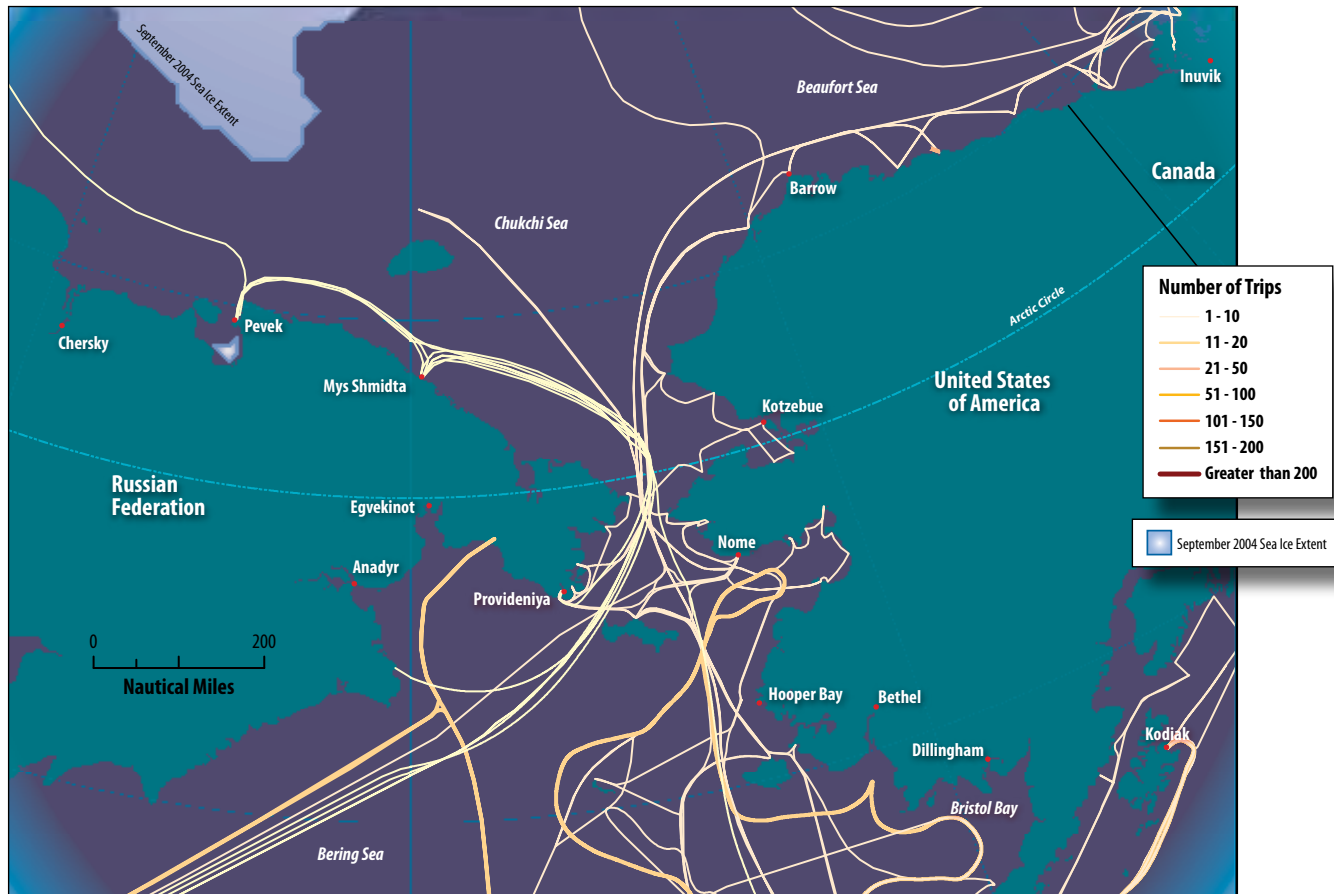 September 2004 Sea Ice Extent
Beaufort Sea
Inuvik
Canada
Barrow
Chukchi Sea
Pevek
Chersky
Mys Shmidta
Arctic Circle
United States
of America
Kotzebue
Russian
Federation
Egvekinot
Nome
Anadyr
Provideniya
0 200
Nautical Miles
Hooper Bay
Bethel
Kodiak
Dillingham
Bristol Bay
Bering Sea
Number of Trips
1 - 10
11 - 20
21 - 50
51 - 100
101 - 150
151 - 200
Greater than 200
September 2004 Sea Ice Extent